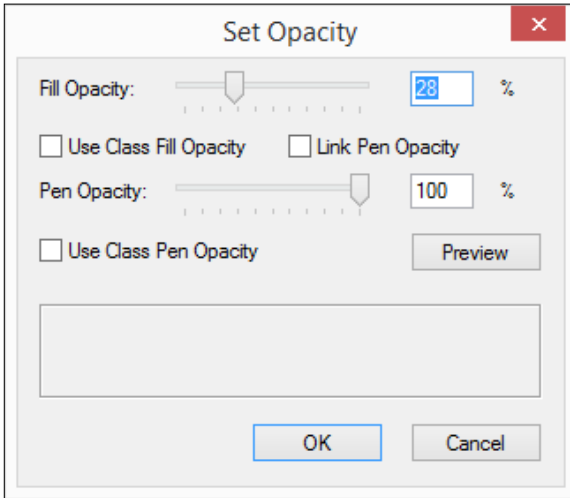 Set Opacity
Fill Opacity: 28 %
Use Class Fill Opacity Link Pen Opacity
Pen Opacity: 100 %
Use Class Pen Opacity Preview
OK Cancel